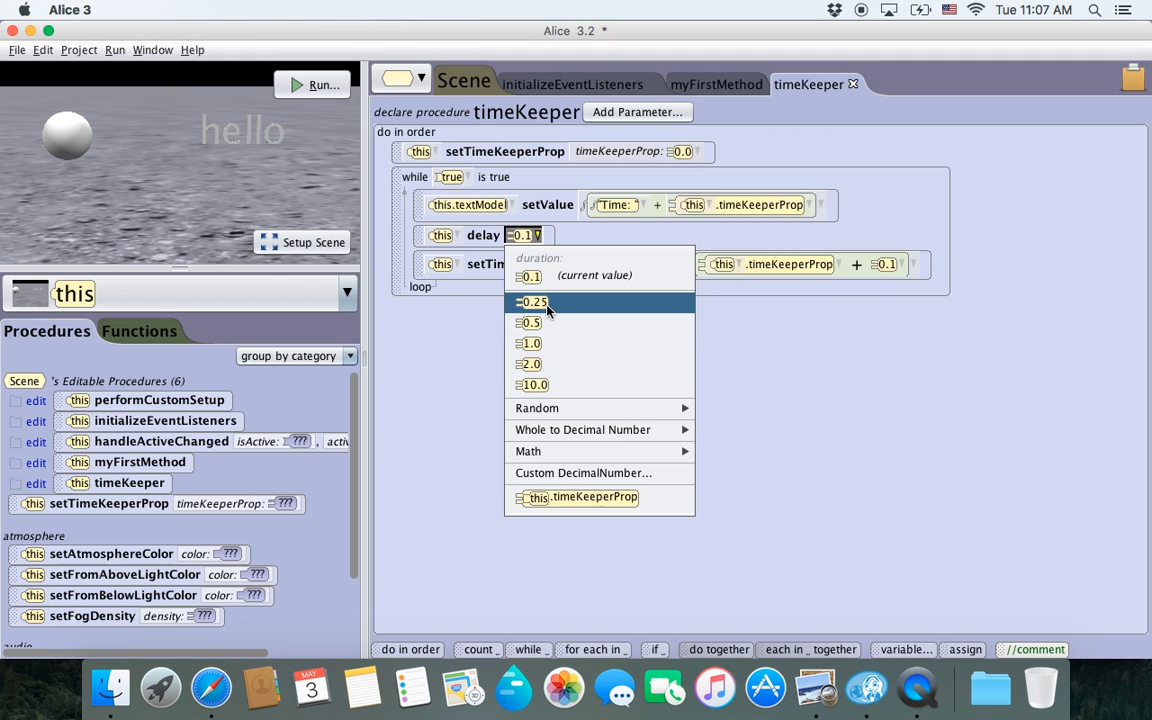 Alice 3
Tue 11:07 AM
Alice 3.2 *
File Edit Project Run Window Help
Run...
hello
Setup Scene
this
Procedures Functions
group by category
Scene 's Editable Procedures (6)
edit this performCustomSetup
edit this initializeEventListeners
edit this handleActiveChanged isActive: ??? , activ
edit this myFirstMethod
edit this timeKeeper
this setTimeKeeperProp timeKeeperProp: ???
atmosphere
this setAtmosphereColor color: ???
this setFromAboveLightColor color: ???
this setFromBelowLightColor color: ???
this setFogDensity density: ???
audio
Scene initializeEventListeners myFirstMethod timeKeeper
declare procedure timeKeeper Add Parameter...
do in order
this setTimeKeeperProp timeKeeperProp: 0.0
while true is true
this.textModel setValue "Time: " + this .timeKeeperProp
this delay 0.1
this setTim this .timeKeeperProp + 0.1
loop
duration:
0.1 (current value)
0.25
0.5
1.0
2.0
10.0
Random
Whole to Decimal Number
Math
Custom DecimalNumber...
this .timeKeeperProp
do in order count while for each in if do together each in together variable... assign //comment
MAY
3